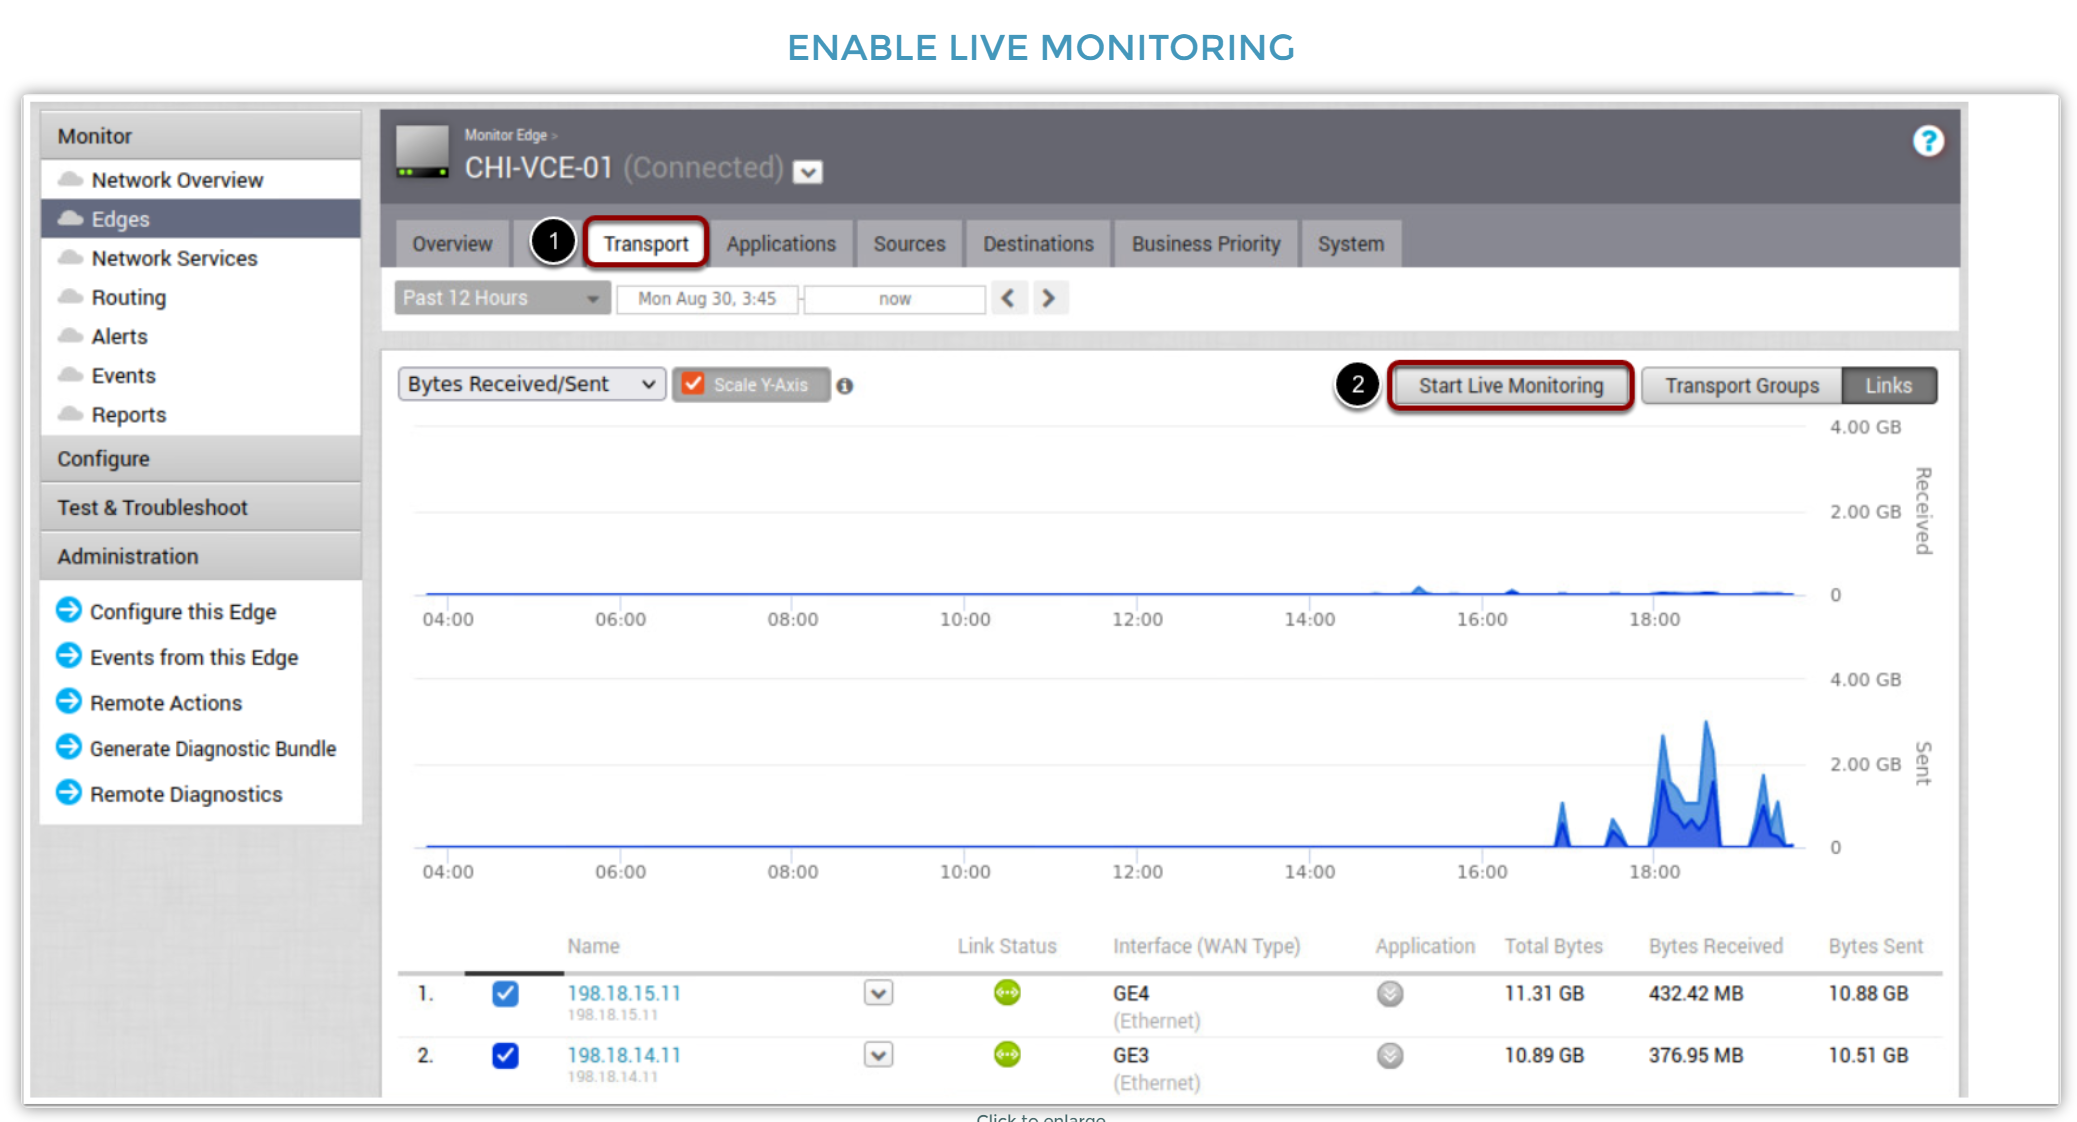 ENABLE LIVE MONITORING
Monitor
Network Overview
Edges
Network Services
Routing
Alerts
Events
Reports
Configure
Test & Troubleshoot
Administration
Configure this Edge
Events from this Edge
Remote Actions
Generate Diagnostic Bundle
Remote Diagnostics
Monitor Edge >
CHI-VCE-01 (Connected)
?
Overview 1 Transport Applications Sources Destinations Business Priority System
Past 12 Hours Mon Aug 30, 3:45 - now
Bytes Received/Sent Scale Y-Axis i 2 Start Live Monitoring Transport Groups Links
4.00 GB
2.00 GB
0
Received
04:00 06:00 08:00 10:00 12:00 14:00 16:00 18:00
4.00 GB
2.00 GB
0
Sent
04:00 06:00 08:00 10:00 12:00 14:00 16:00 18:00
Name Link Status Interface (WAN Type) Application Total Bytes Bytes Received Bytes Sent
1. 198.18.15.11 GE4 11.31 GB 432.42 MB 10.88 GB
198.18.15.11 (Ethernet)
2. 198.18.14.11 GE3 10.89 GB 376.95 MB 10.51 GB
198.18.14.11 (Ethernet)
Click to enlarge